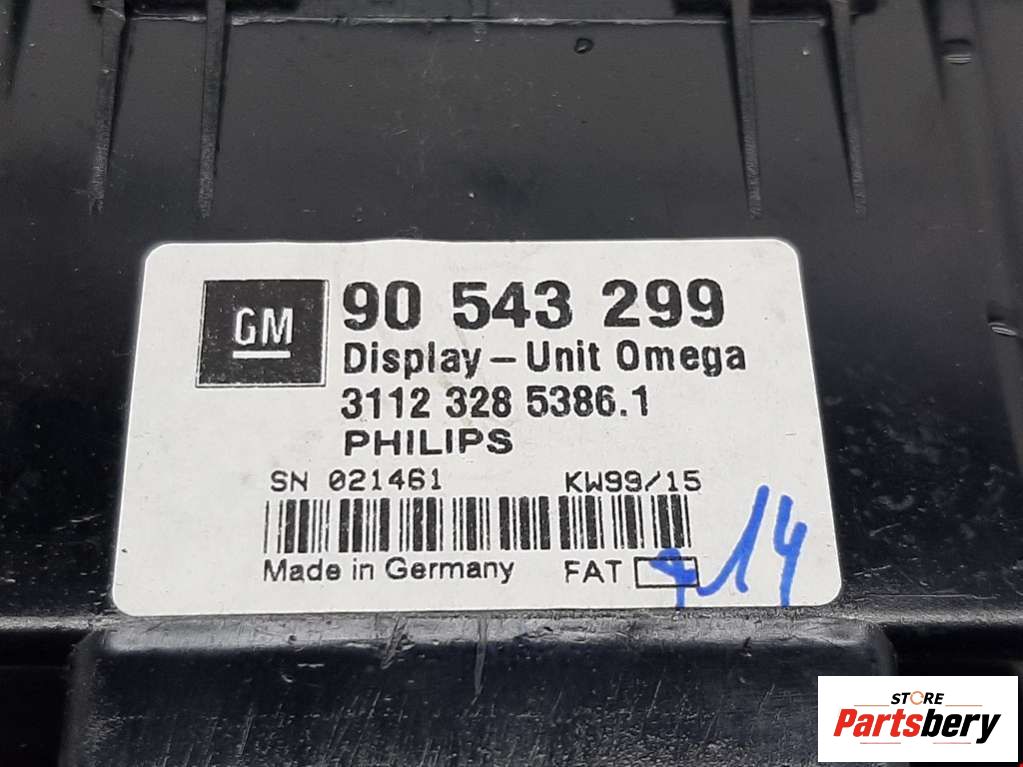 GM
90 543 299
Display – Unit Omega
3112 328 5386.1
PHILIPS
SN 021461 KW99/15
Made in Germany FAT
14
STORE
Partsbery